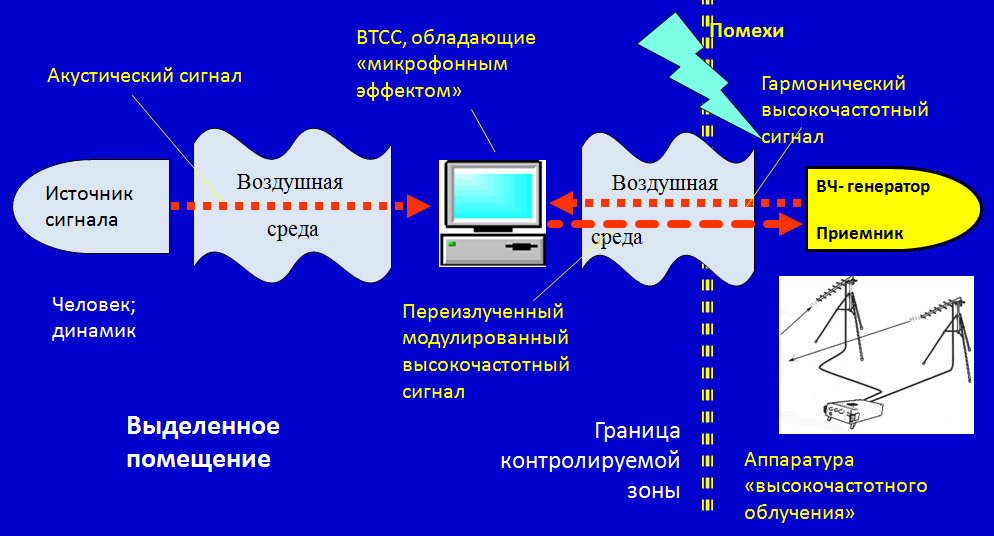 Помехи
ВТСС, обладающие
«микрофонным
эффектом»
Акустический сигнал
Гармонический
высокочастотный
сигнал
Источник
сигнала
Воздушная
среда
Воздушная
среда
ВЧ- генератор
Приемник
Человек;
динамик
Переизлученный
модулированный
высокочастотный
сигнал
Выделенное
помещение
Граница
контролируемой
зоны
Аппаратура
«высокочастотного
облучения»